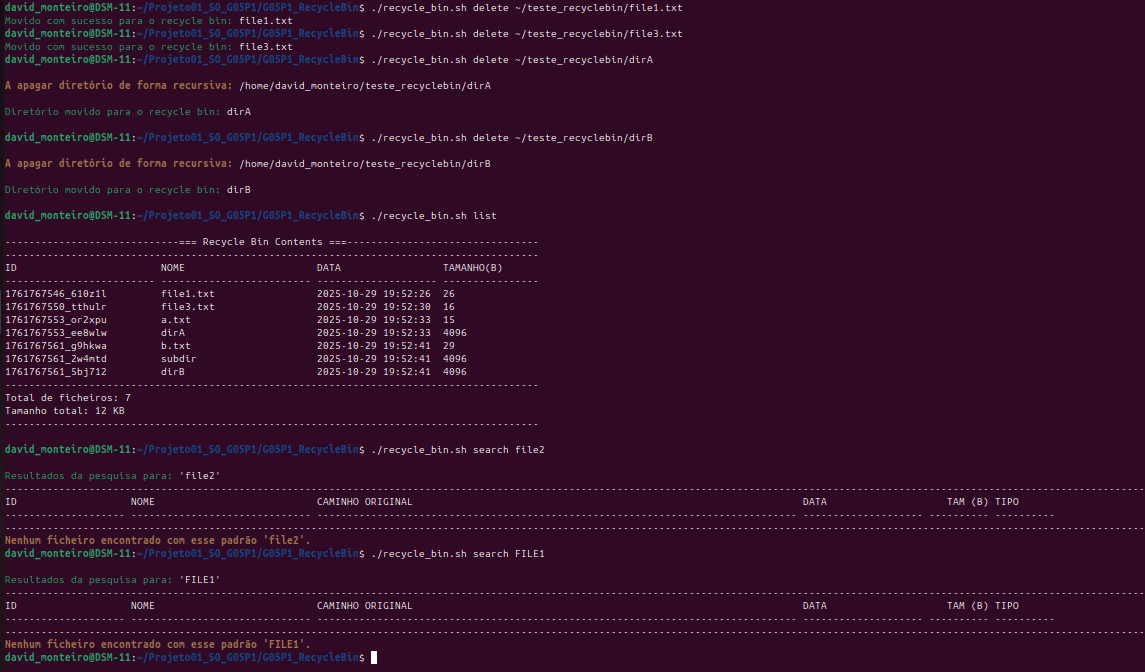 david_monteiro@DSM-11:~/Projeto01_SO_G05P1/G05P1_RecycleBin$ ./recycle_bin.sh delete ~/teste_recyclebin/file1.txt
Movido com sucesso para o recycle bin: file1.txt
david_monteiro@DSM-11:~/Projeto01_SO_G05P1/G05P1_RecycleBin$ ./recycle_bin.sh delete ~/teste_recyclebin/file3.txt
Movido com sucesso para o recycle bin: file3.txt
david_monteiro@DSM-11:~/Projeto01_SO_G05P1/G05P1_RecycleBin$ ./recycle_bin.sh delete ~/teste_recyclebin/dirA
A apagar diretório de forma recursiva: /home/david_monteiro/teste_recyclebin/dirA
Diretório movido para o recycle bin: dirA
david_monteiro@DSM-11:~/Projeto01_SO_G05P1/G05P1_RecycleBin$ ./recycle_bin.sh delete ~/teste_recyclebin/dirB
A apagar diretório de forma recursiva: /home/david_monteiro/teste_recyclebin/dirB
Diretório movido para o recycle bin: dirB
david_monteiro@DSM-11:~/Projeto01_SO_G05P1/G05P1_RecycleBin$ ./recycle_bin.sh list
-----------------------------=== Recycle Bin Contents ===--------------------------------
-----------------------------------------------------------------------------------------
ID NOME DATA TAMANHO(B)
------------------------- ------------------------- -------------------- ----------------
1761767546_610z1l file1.txt 2025-10-29 19:52:26 26
1761767550_tthulr file3.txt 2025-10-29 19:52:30 16
1761767553_or2xpu a.txt 2025-10-29 19:52:33 15
1761767553_ee8wlw dirA 2025-10-29 19:52:33 4096
1761767561_g9hkwa b.txt 2025-10-29 19:52:41 29
1761767561_2w4mtd subdir 2025-10-29 19:52:41 4096
1761767561_5bj712 dirB 2025-10-29 19:52:41 4096
-----------------------------------------------------------------------------------------
Total de ficheiros: 7
Tamanho total: 12 KB
-----------------------------------------------------------------------------------------
david_monteiro@DSM-11:~/Projeto01_SO_G05P1/G05P1_RecycleBin$ ./recycle_bin.sh search file2
Resultados da pesquisa para: 'file2'
----------------------------------------------------------------------------------------------------------------------------------------------------------------------------------------------
ID NOME CAMINHO ORIGINAL DATA TAM (B) TIPO
-------------------- ------------------------------ -------------------------------------------------------------------------------- -------------------- ---------- ----------
----------------------------------------------------------------------------------------------------------------------------------------------------------------------------------------------
Nenhum ficheiro encontrado com esse padrão 'file2'.
david_monteiro@DSM-11:~/Projeto01_SO_G05P1/G05P1_RecycleBin$ ./recycle_bin.sh search FILE1
Resultados da pesquisa para: 'FILE1'
----------------------------------------------------------------------------------------------------------------------------------------------------------------------------------------------
ID NOME CAMINHO ORIGINAL DATA TAM (B) TIPO
-------------------- ------------------------------ -------------------------------------------------------------------------------- -------------------- ---------- ----------
----------------------------------------------------------------------------------------------------------------------------------------------------------------------------------------------
Nenhum ficheiro encontrado com esse padrão 'FILE1'.
david_monteiro@DSM-11:~/Projeto01_SO_G05P1/G05P1_RecycleBin$